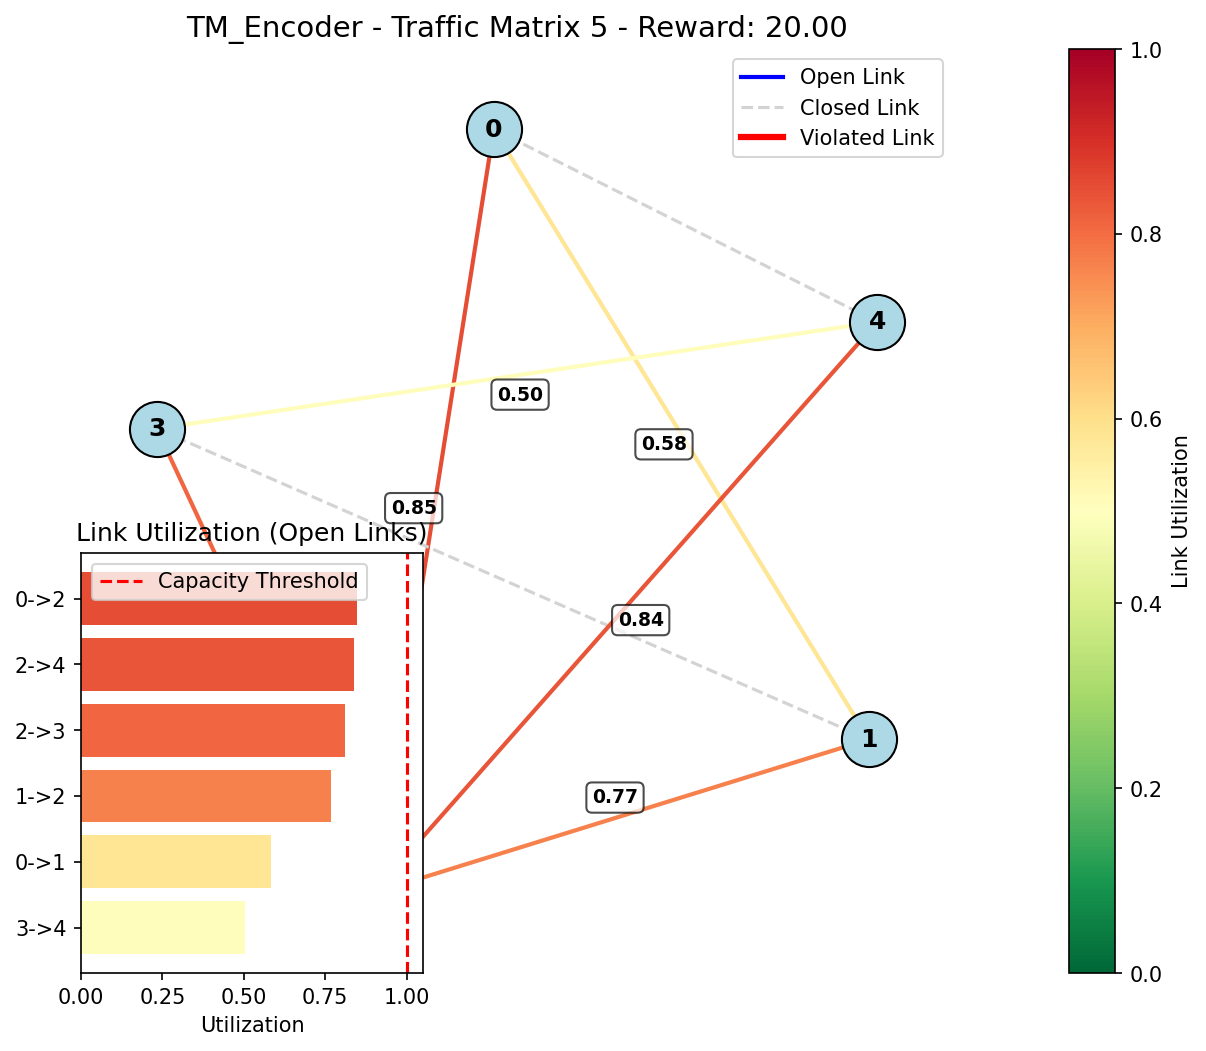 TM_Encoder - Traffic Matrix 5 - Reward: 20.00
Open Link
Closed Link
Violated Link
0
4
3
1
0.50
0.58
0.85
0.84
0.77
Link Utilization (Open Links)
Capacity Threshold
0->2
2->4
2->3
1->2
0->1
3->4
0.00 0.25 0.50 0.75 1.00
Utilization
1.0
0.8
0.6
0.4
0.2
0.0
Link Utilization